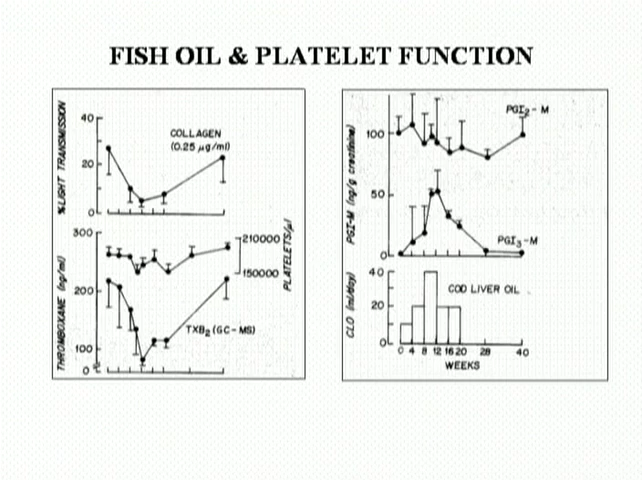 FISH OIL & PLATELET FUNCTION
%LIGHT TRANSMISSION
40
20
0
COLLAGEN
(0.25 µg/ml)
THROMBOXANE (ng/ml)
300
200
100
0
210000
150000
PLATELETS/µl
TXB₂ (GC-MS)
PGI-M (ng/g creatinine)
100
50
0
PGI₂-M
PGI₃-M
CLO (ml/day)
40
20
0
COD LIVER OIL
0 4 8 12 16 20 28 40
WEEKS